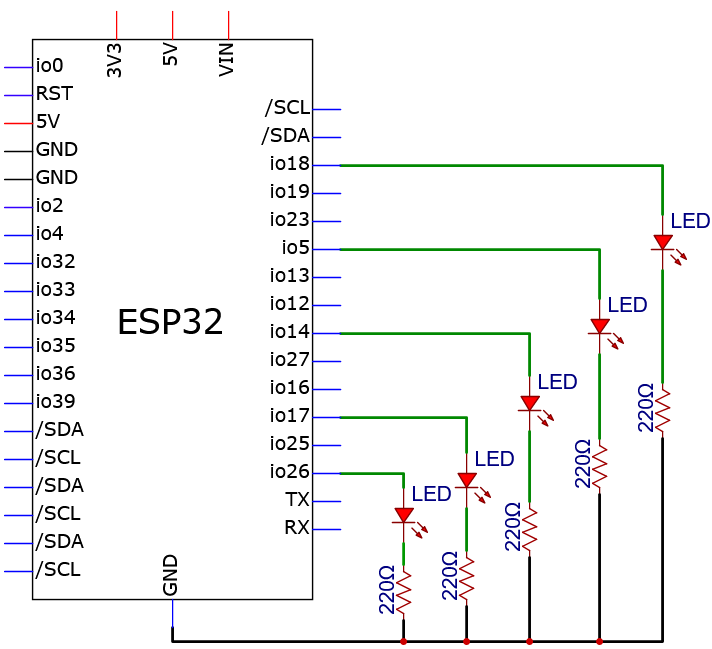 3V3
5V
VIN
io0
RST
5V
GND
GND
io2
io4
io32
io33
io34
io35
io36
io39
/SDA
/SCL
/SDA
/SCL
/SDA
/SCL
ESP32
GND
/SCL
/SDA
io18
io19
io23
io5
io13
io12
io14
io27
io16
io17
io25
io26
TX
RX
LED
LED
LED
LED
LED
220Ω
220Ω
220Ω
220Ω
220Ω